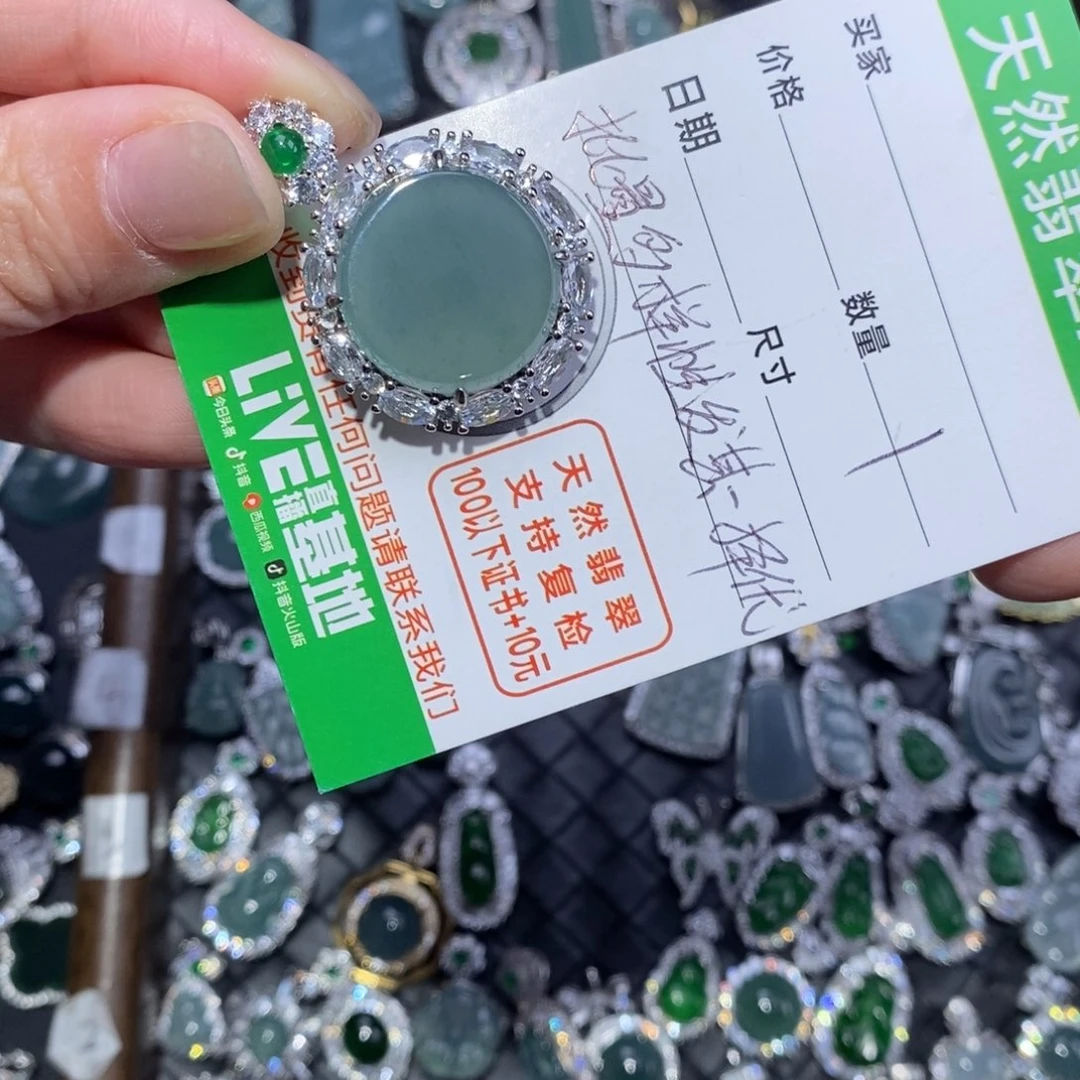 天然翡翠
买家
价格
数量
日期
尺寸
天然翡翠
支持复检
100以下证书+10元
收到货有任何问题请联系我们
LiVE直播基地
今日头条 抖音 西瓜视频 抖音火山版